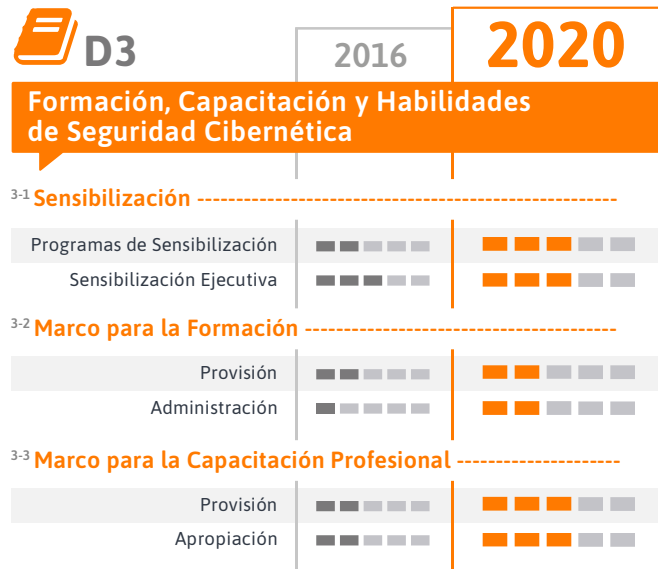 D3
2016
2020
Formación, Capacitación y Habilidades
de Seguridad Cibernética
3-1 Sensibilización
Programas de Sensibilización
Sensibilización Ejecutiva
3-2 Marco para la Formación
Provisión
Administración
3-3 Marco para la Capacitación Profesional
Provisión
Apropiación